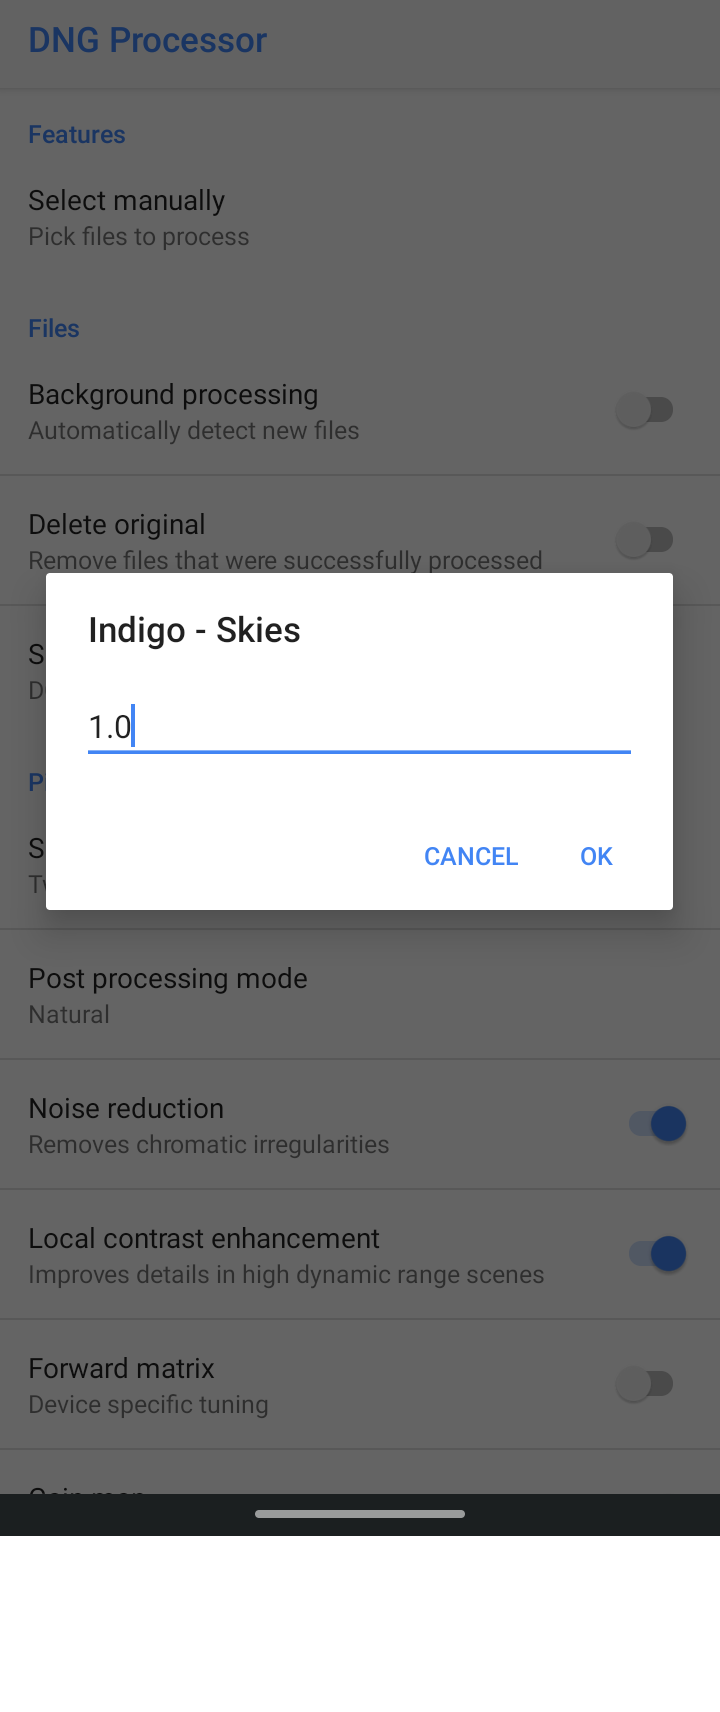 DNG Processor
Features
Select manually
Pick files to process
Files
Background processing
Automatically detect new files
Delete original
Remove files that were successfully processed
Indigo - Skies
1.0
CANCEL
OK
Post processing mode
Natural
Noise reduction
Removes chromatic irregularities
Local contrast enhancement
Improves details in high dynamic range scenes
Forward matrix
Device specific tuning